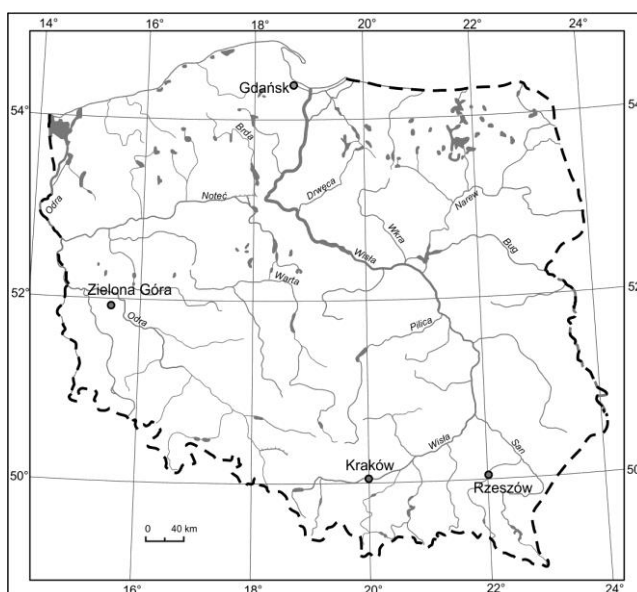 14°
16°
18°
20°
22°
24°
54°
54°
Gdańsk
Brda
Drwęca
Noteć
Odra
Narew
Wkra
Bug
Wisła
Warta
52°
52°
Zielona Góra
Odra
Pilica
Wisła
San
Kraków
Rzeszów
50°
50°
0 40 km
16°
18°
20°
22°
24°